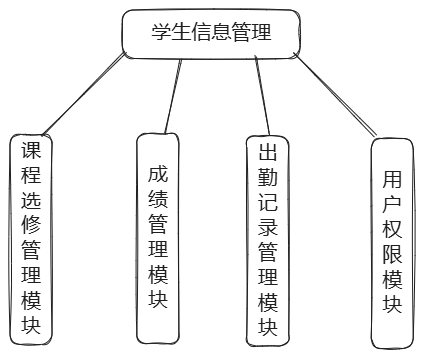 学生信息管理
课程选修管理模块
成绩管理模块
出勤记录管理模块
用户权限模块